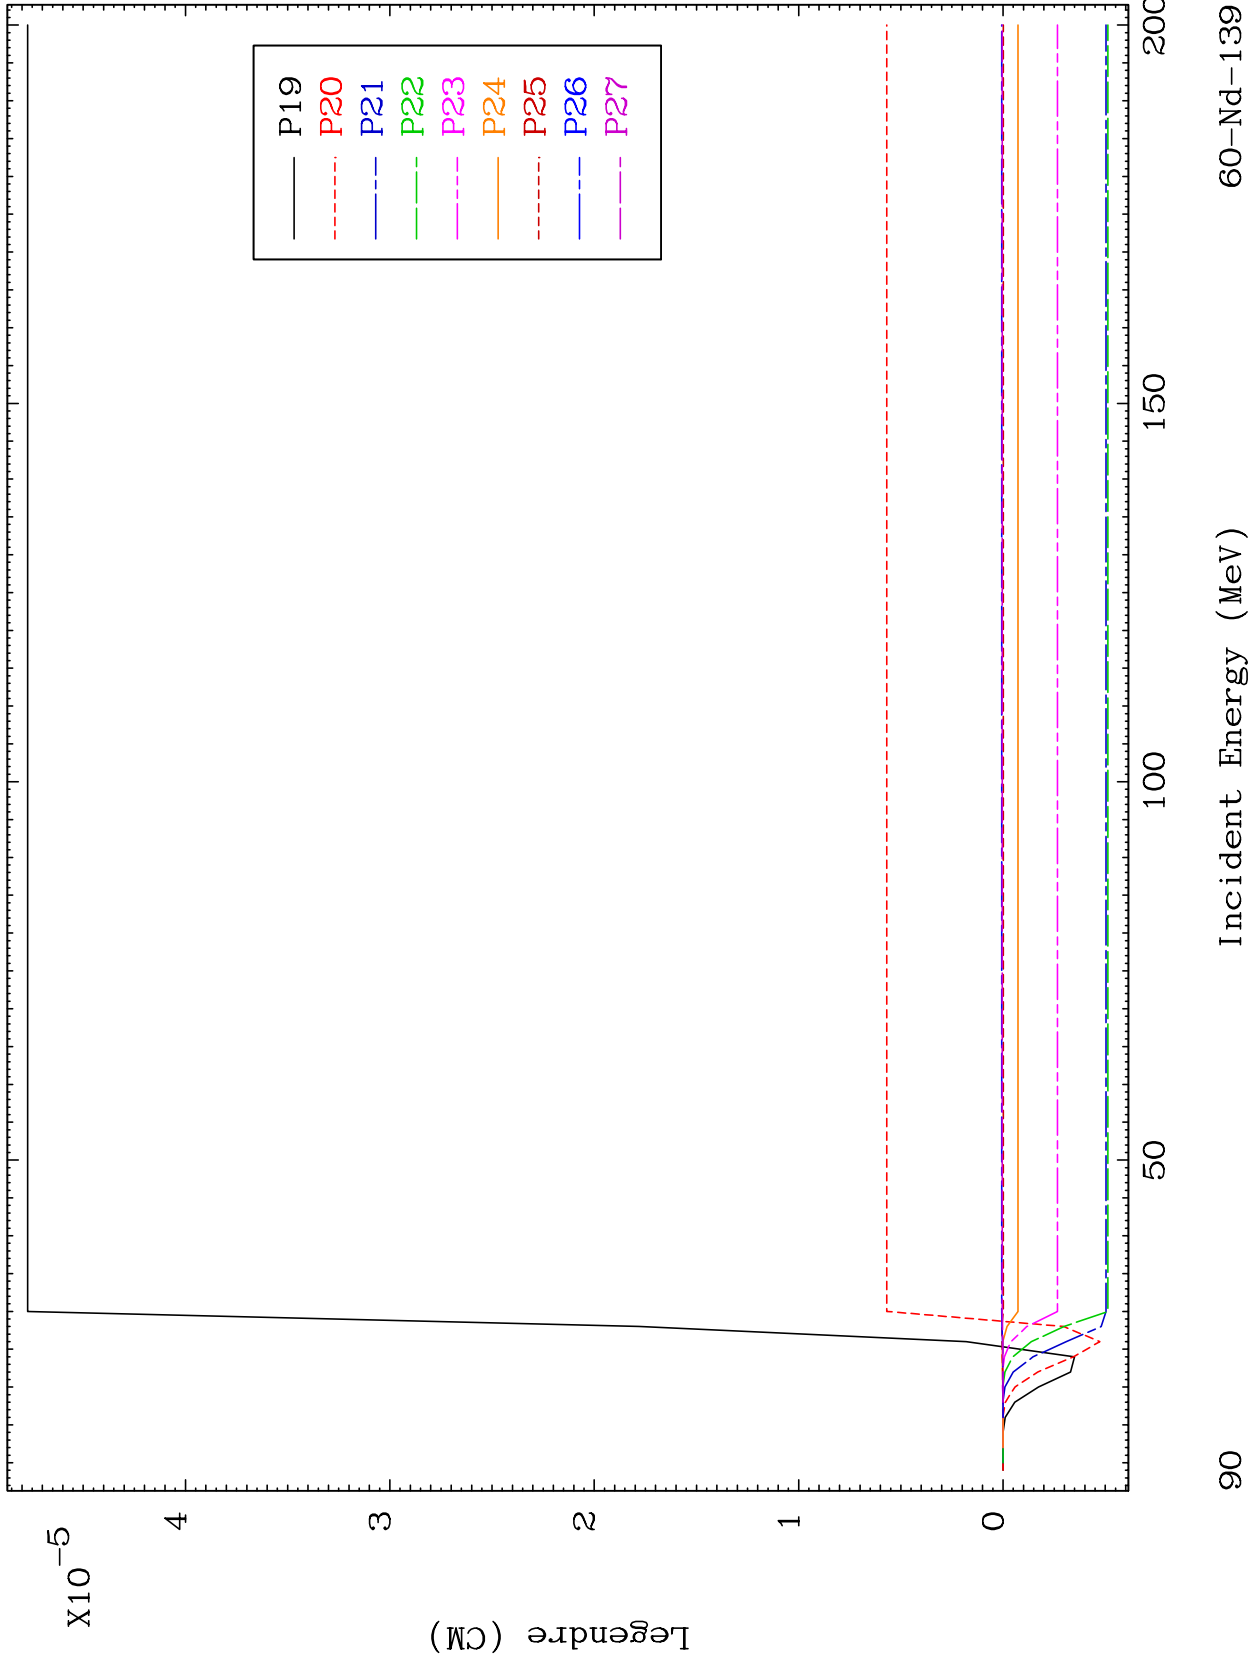 X10-5
Legendre (CM)
4
3
2
1
0
P19
P20
P21
P22
P23
P24
P25
P26
P27
50
100
150
200
Incident Energy (MeV)
90
60-Nd-139